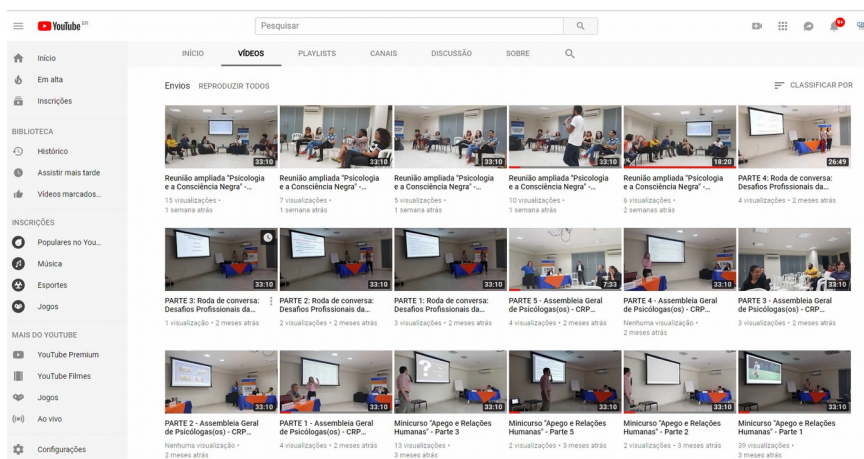 YouTube BR
Pesquisar
9+
Início
Em alta
Inscrições
BIBLIOTECA
Histórico
Assistir mais tarde
Vídeos marcados...
INSCRIÇÕES
Populares no You...
Música
Esportes
Jogos
MAIS DO YOUTUBE
YouTube Premium
YouTube Filmes
Jogos
Ao vivo
Configurações
INÍCIO VÍDEOS PLAYLISTS CANAIS DISCUSSÃO SOBRE
Envios REPRODUZIR TODOS
CLASSIFICAR POR
33:10
Reunião ampliada "Psicologia
e a Consciência Negra" -...
15 visualizações •
1 semana atrás
33:10
Reunião ampliada "Psicologia
e a Consciência Negra" -...
7 visualizações •
1 semana atrás
33:10
Reunião ampliada "Psicologia
e a Consciência Negra" -...
5 visualizações •
1 semana atrás
33:10
Reunião ampliada "Psicologia
e a Consciência Negra" -...
10 visualizações •
1 semana atrás
18:20
Reunião ampliada "Psicologia
e a Consciência Negra" -...
6 visualizações •
2 semanas atrás
26:49
PARTE 4: Roda de conversa:
Desafios Profissionais da...
4 visualizações • 2 meses atrás
33:10
PARTE 3: Roda de conversa:
Desafios Profissionais da...
1 visualização • 2 meses atrás
33:10
PARTE 2: Roda de conversa:
Desafios Profissionais da...
2 visualizações • 2 meses atrás
33:10
PARTE 1: Roda de conversa:
Desafios Profissionais da...
3 visualizações • 2 meses atrás
7:33
PARTE 5 - Assembleia Geral
de Psicólogas(os) - CRP...
4 visualizações • 2 meses atrás
33:10
PARTE 4 - Assembleia Geral
de Psicólogas(os) - CRP...
Nenhuma visualização •
2 meses atrás
33:10
PARTE 3 - Assembleia Geral
de Psicólogas(os) - CRP...
3 visualizações • 2 meses atrás
33:10
PARTE 2 - Assembleia Geral
de Psicólogas(os) - CRP...
Nenhuma visualização •
2 meses atrás
33:10
PARTE 1 - Assembleia Geral
de Psicólogas(os) - CRP...
4 visualizações • 2 meses atrás
33:10
Minicurso "Apego e Relações
Humanas" - Parte 3
13 visualizações •
3 meses atrás
33:10
Minicurso "Apego e Relações
Humanas" - Parte 5
2 visualizações • 3 meses atrás
33:10
Minicurso "Apego e Relações
Humanas" - Parte 2
2 visualizações • 3 meses atrás
33:10
Minicurso "Apego e Relações
Humanas" - Parte 1
39 visualizações •
3 meses atrás